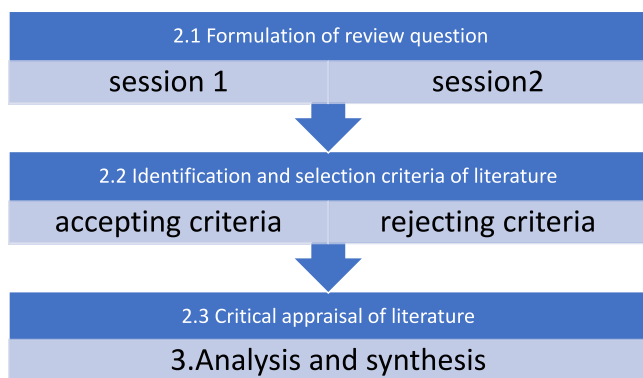 2.1 Formulation of review question
session 1
session2
2.2 Identification and selection criteria of literature
accepting criteria
rejecting criteria
2.3 Critical appraisal of literature
3.Analysis and synthesis